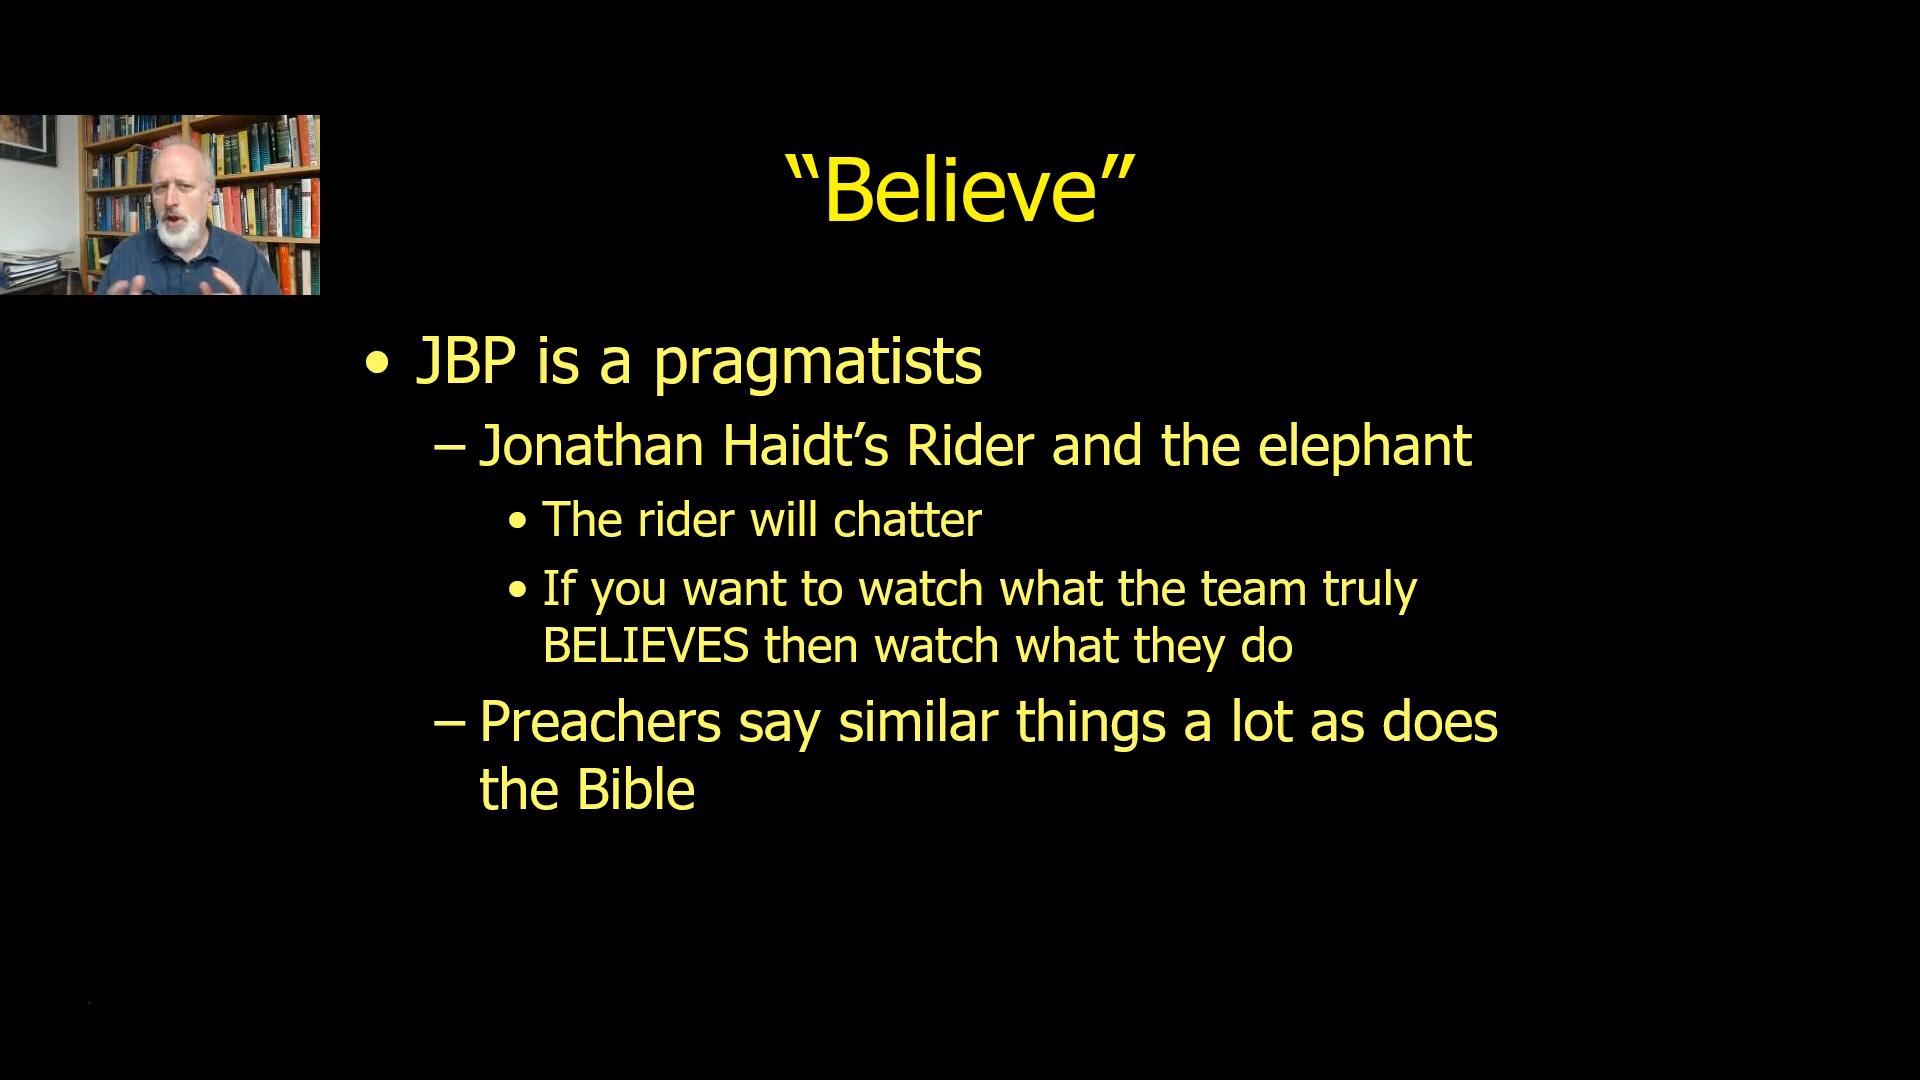 “Believe”
• JBP is a pragmatists
– Jonathan Haidt’s Rider and the elephant
• The rider will chatter
• If you want to watch what the team truly
BELIEVES then watch what they do
– Preachers say similar things a lot as does
the Bible